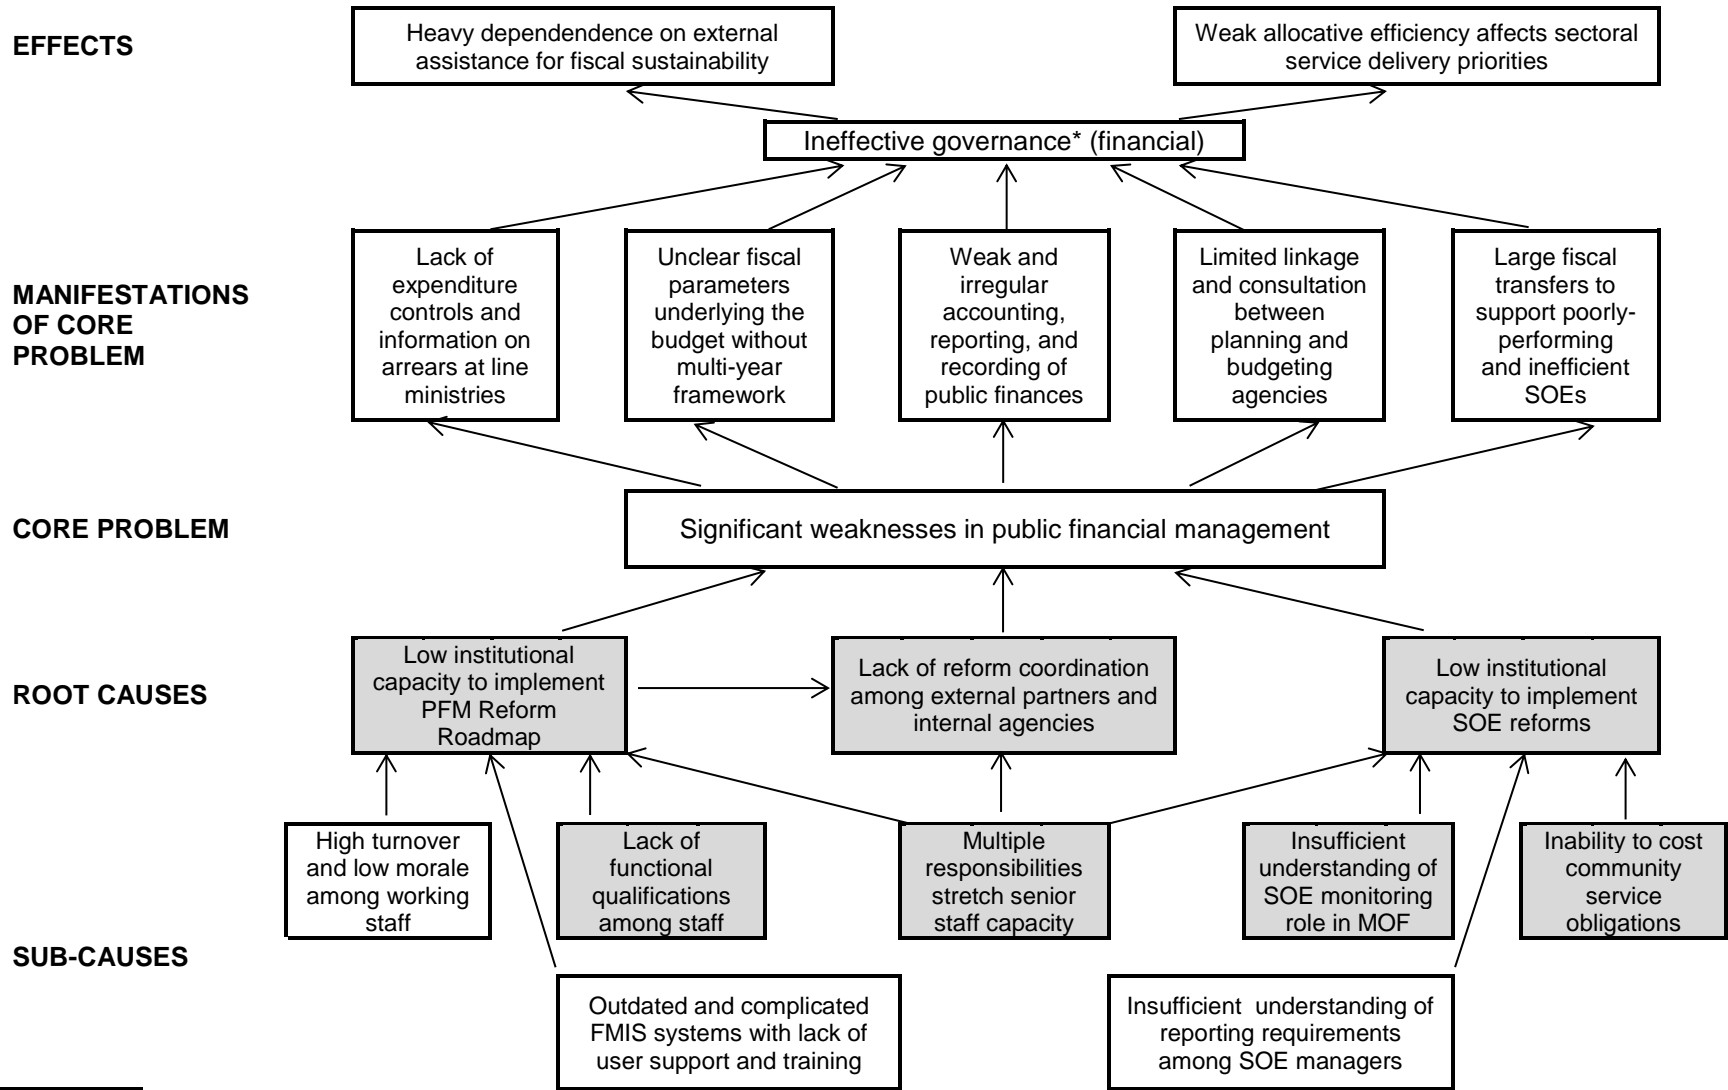 EFFECTS
Heavy dependendence on external
assistance for fiscal sustainability
Weak allocative efficiency affects sectoral
service delivery priorities
Ineffective governance* (financial)
MANIFESTATIONS
OF CORE
PROBLEM
Lack of
expenditure
controls and
information on
arrears at line
ministries
Unclear fiscal
parameters
underlying the
budget without
multi-year
framework
Weak and
irregular
accounting,
reporting, and
recording of
public finances
Limited linkage
and consultation
between
planning and
budgeting
agencies
Large fiscal
transfers to
support poorly-
performing
and inefficient
SOEs
CORE PROBLEM
Significant weaknesses in public financial management
ROOT CAUSES
Low institutional
capacity to implement
PFM Reform
Roadmap
Lack of reform coordination
among external partners and
internal agencies
Low institutional
capacity to implement
SOE reforms
SUB-CAUSES
High turnover
and low morale
among working
staff
Lack of
functional
qualifications
among staff
Multiple
responsibilities
stretch senior
staff capacity
Insufficient
understanding of
SOE monitoring
role in MOF
Inability to cost
community
service
obligations
Outdated and complicated
FMIS systems with lack of
user support and training
Insufficient understanding of
reporting requirements
among SOE managers